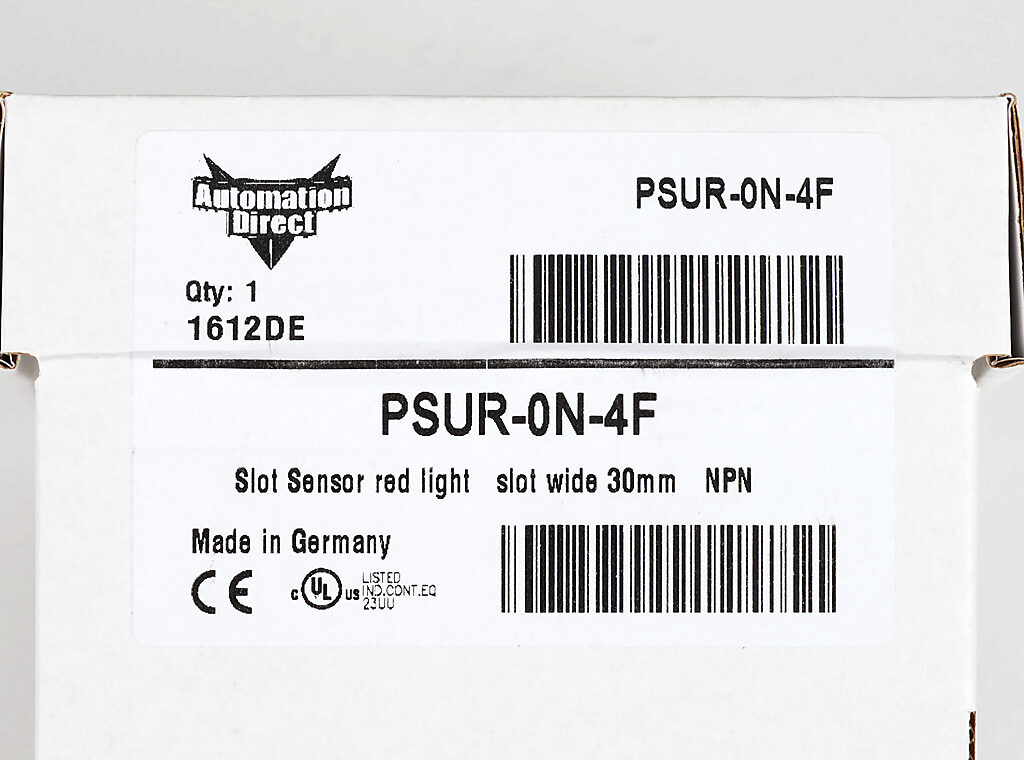 Automation
Direct
PSUR-0N-4F
Qty: 1
1612DE
PSUR-0N-4F
Slot Sensor red light slot wide 30mm NPN
Made in Germany
CE
c UL us
LISTED
IND.CONT.EQ
23UU